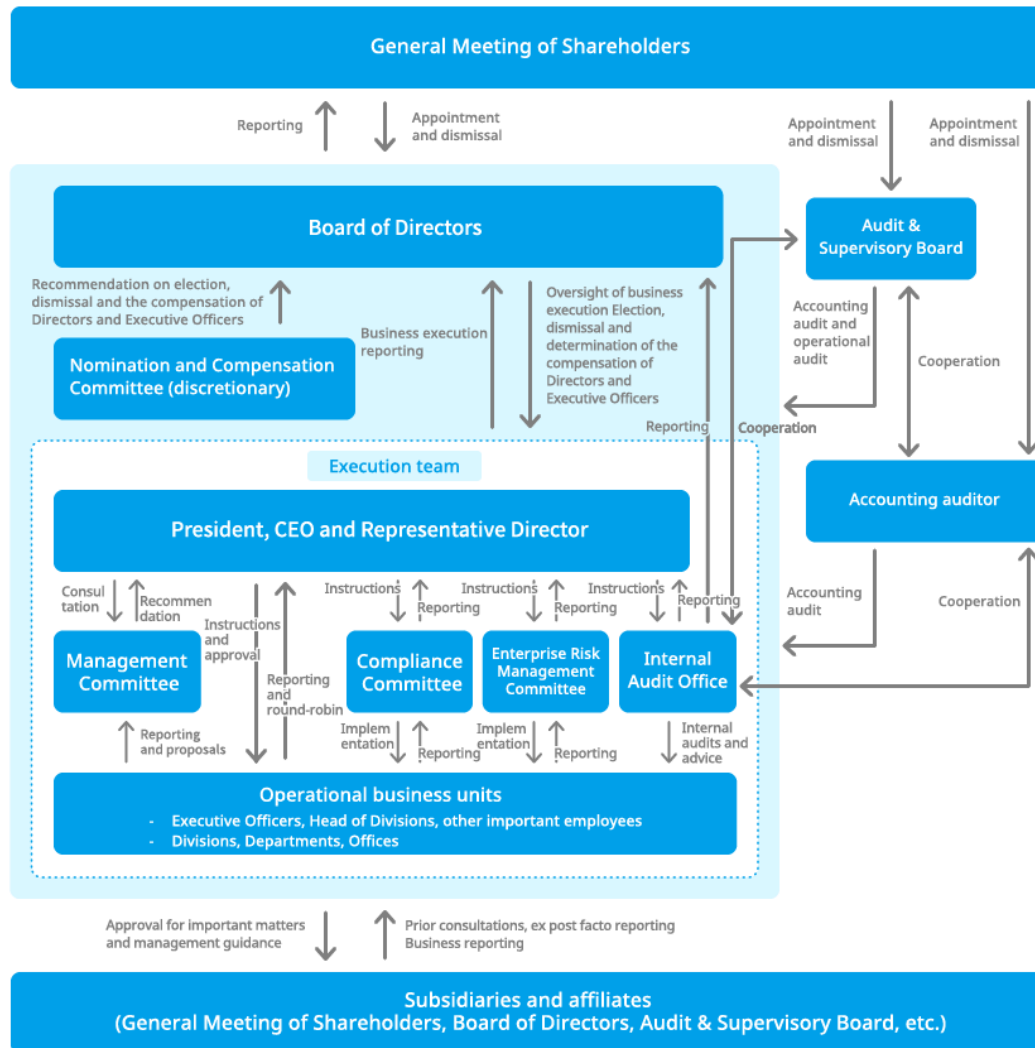 General Meeting of Shareholders
Reporting
Appointment
and dismissal
Appointment
and dismissal
Appointment
and dismissal
Board of Directors
Audit &
Supervisory Board
Recommendation on election,
dismissal and the compensation of
Directors and Executive Officers
Business execution
reporting
Oversight of business
execution Election,
dismissal and
determination of the
compensation of
Directors and
Executive Officers
Accounting
audit and
operational
audit
Cooperation
Nomination and Compensation
Committee (discretionary)
Reporting
Cooperation
Execution team
Accounting auditor
President, CEO and Representative Director
Consul
tation
Recommen
dation
Instructions
and
approval
Reporting
and
round-robin
Instructions
Reporting
Instructions
Reporting
Instructions
Reporting
Accounting
audit
Cooperation
Management
Committee
Compliance
Committee
Enterprise Risk
Management
Committee
Internal
Audit Office
Reporting
and proposals
Implem
entation
Reporting
Implem
entation
Reporting
Internal
audits and
advice
Operational business units
- Executive Officers, Head of Divisions, other important employees
- Divisions, Departments, Offices
Approval for important matters
and management guidance
Prior consultations, ex post facto reporting
Business reporting
Subsidiaries and affiliates
(General Meeting of Shareholders, Board of Directors, Audit & Supervisory Board, etc.)